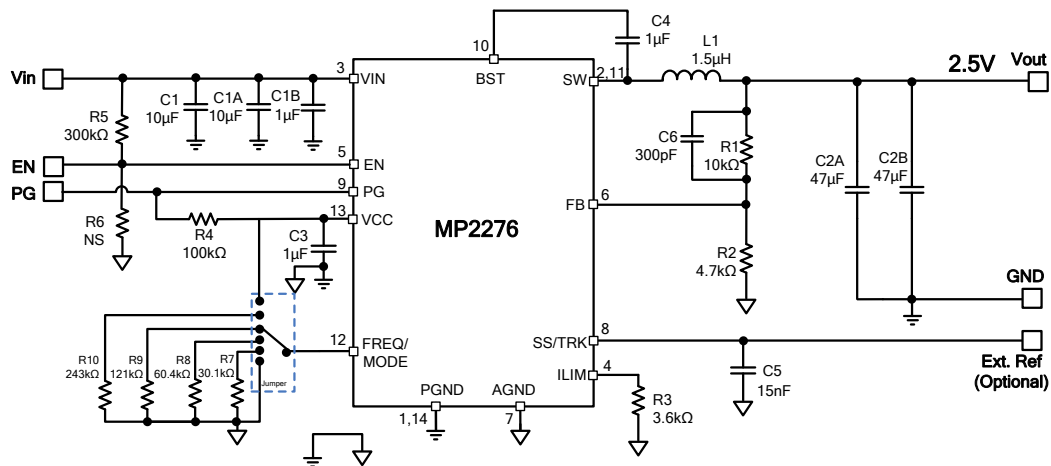 C4
1µF
10
BST
L1
1.5µH
2.5V
Vout
Vin
3
VIN
SW
2,11
C1
10µF
C1A
10µF
C1B
1µF
R5
300kΩ
C6
300pF
R1
10kΩ
C2A
47µF
C2B
47µF
EN
5
EN
PG
9
PG
13
VCC
R6
NS
R4
100kΩ
C3
1µF
MP2276
FB
6
R2
4.7kΩ
GND
12
FREQ/
MODE
SS/TRK
8
ILIM
4
Ext. Ref
(Optional)
R10
243kΩ
R9
121kΩ
R8
60.4kΩ
R7
30.1kΩ
Jumper
C5
15nF
R3
3.6kΩ
PGND
1,14
AGND
7